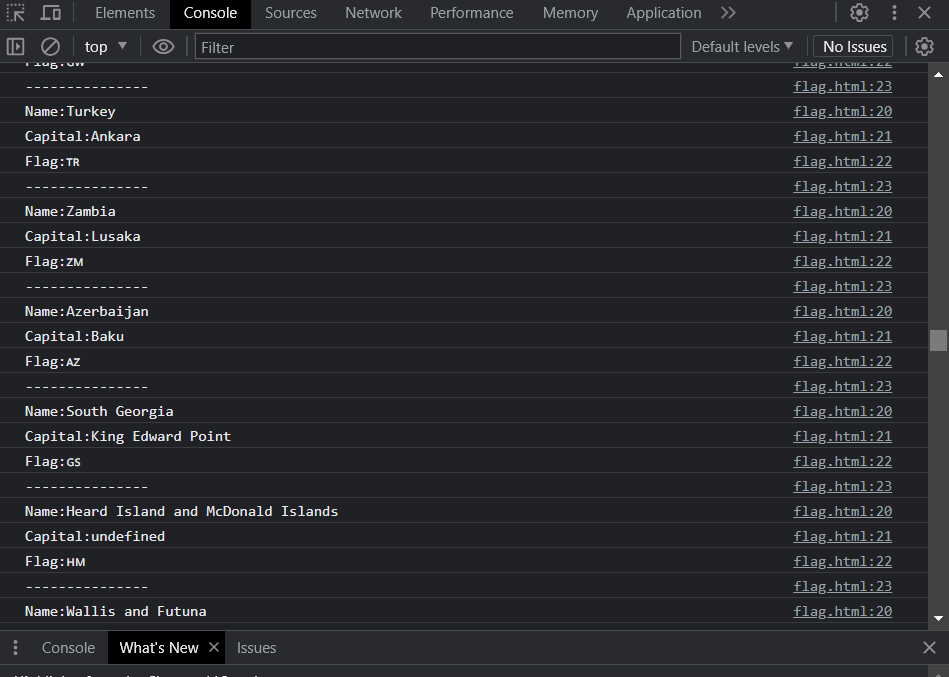 Elements Console Sources Network Performance Memory Application
top Filter Default levels No Issues
Flag:GW flag.html:22
--------------- flag.html:23
Name:Turkey flag.html:20
Capital:Ankara flag.html:21
Flag:TR flag.html:22
--------------- flag.html:23
Name:Zambia flag.html:20
Capital:Lusaka flag.html:21
Flag:ZM flag.html:22
--------------- flag.html:23
Name:Azerbaijan flag.html:20
Capital:Baku flag.html:21
Flag:AZ flag.html:22
--------------- flag.html:23
Name:South Georgia flag.html:20
Capital:King Edward Point flag.html:21
Flag:GS flag.html:22
--------------- flag.html:23
Name:Heard Island and McDonald Islands flag.html:20
Capital:undefined flag.html:21
Flag:HM flag.html:22
--------------- flag.html:23
Name:Wallis and Futuna flag.html:20
Console What's New Issues